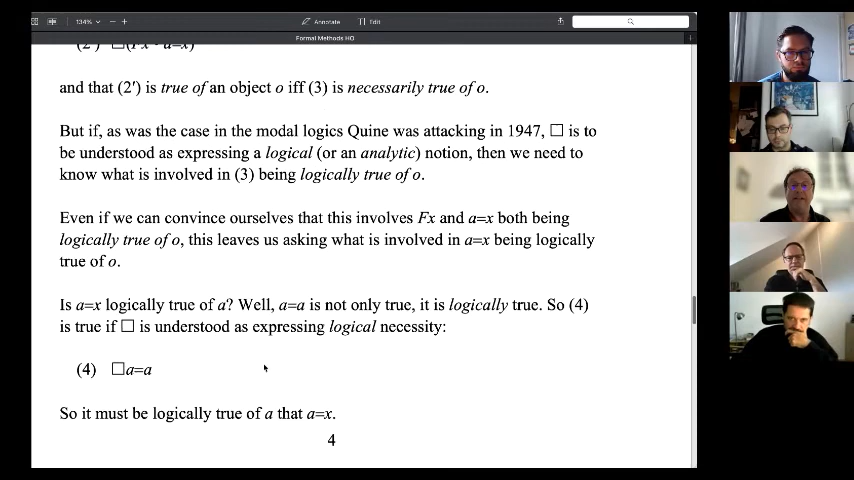 134%
Annotate
Edit
Formal Methods HO
and that (2′) is true of an object o iff (3) is necessarily true of o.
But if, as was the case in the modal logics Quine was attacking in 1947, □ is to
be understood as expressing a logical (or an analytic) notion, then we need to
know what is involved in (3) being logically true of o.
Even if we can convince ourselves that this involves Fx and a=x both being
logically true of o, this leaves us asking what is involved in a=x being logically
true of o.
Is a=x logically true of a? Well, a=a is not only true, it is logically true. So (4)
is true if □ is understood as expressing logical necessity:
(4) □a=a
So it must be logically true of a that a=x.
4